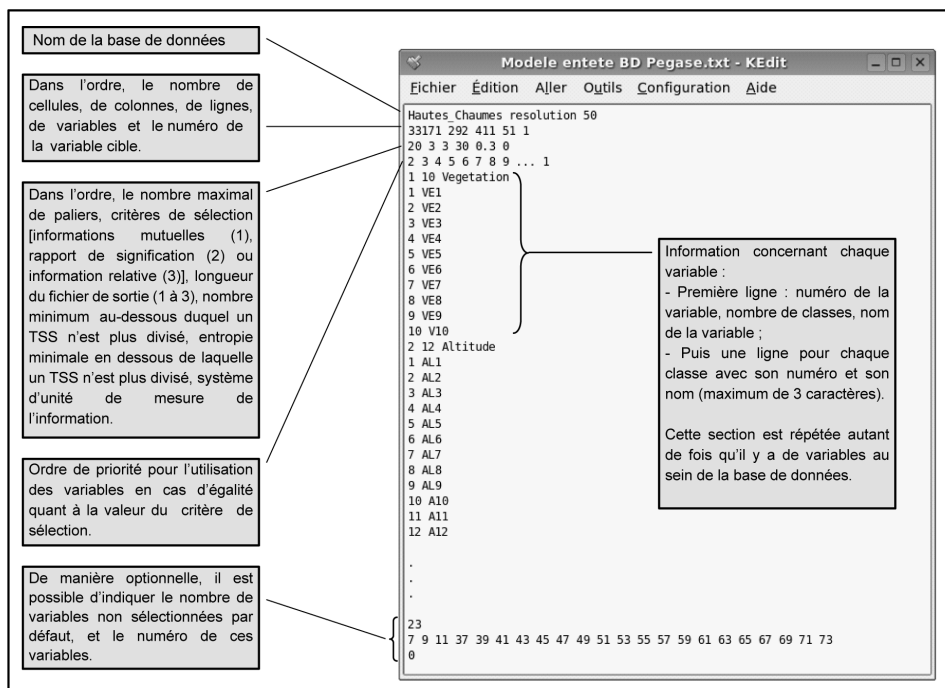 Nom de la base de données
Dans l'ordre, le nombre de
cellules, de colonnes, de lignes,
de variables et le numéro de
la variable cible.
Dans l'ordre, le nombre maximal
de paliers, critères de sélection
[informations mutuelles (1),
rapport de signification (2) ou
information relative (3)], longueur
du fichier de sortie (1 à 3), nombre
minimum au-dessous duquel un
TSS n'est plus divisé, entropie
minimale en dessous de laquelle
un TSS n'est plus divisé, système
d'unité de mesure de
l'information.
Ordre de priorité pour l'utilisation
des variables en cas d'égalité
quant à la valeur du critère de
sélection.
De manière optionnelle, il est
possible d'indiquer le nombre de
variables non sélectionnées par
défaut, et le numéro de ces
variables.
Modele entete BD Pegase.txt - KEdit
Fichier Édition Aller Outils Configuration Aide
Hautes_Chaumes resolution 50
33171 292 411 51 1
20 3 3 30 0.3 0
2 3 4 5 6 7 8 9 ... 1
1 10 Vegetation
1 VE1
2 VE2
3 VE3
4 VE4
5 VE5
6 VE6
7 VE7
8 VE8
9 VE9
10 V10
2 12 Altitude
1 AL1
2 AL2
3 AL3
4 AL4
5 AL5
6 AL6
7 AL7
8 AL8
9 AL9
10 A10
11 A11
12 A12
.
.
.
23
7 9 11 37 39 41 43 45 47 49 51 53 55 57 59 61 63 65 67 69 71 73
0
Information concernant chaque
variable :
- Première ligne : numéro de la
variable, nombre de classes, nom
de la variable ;
- Puis une ligne pour chaque
classe avec son numéro et son
nom (maximum de 3 caractères).
Cette section est répétée autant
de fois qu'il y a de variables au
sein de la base de données.